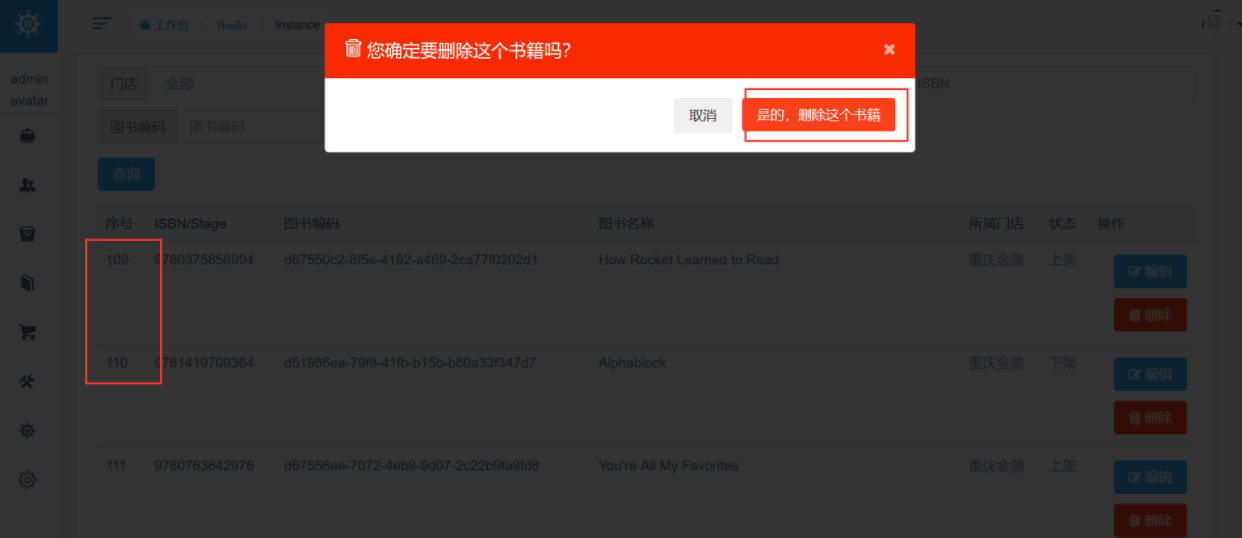 工作台 / Books / Instance
您确定要删除这个书籍吗？
×
取消
是的，删除这个书籍
admin
avatar
门店 全部 ISBN
图书编码 图书编码
查询
序号 ISBN/Stage 图书编码 图书名称 所属门店 状态 操作
109 9780375858994 d67550c2-8f5e-4162-a469-2ca77f0202d1 How Rocket Learned to Read 重庆金源 上架 编辑
删除
110 9781419709364 d51986ea-79f8-41fb-b15b-b60a33f347d7 Alphablock 重庆金源 下架 编辑
删除
111 9780763642976 d67556ae-7072-4eb9-9d07-2c22b9fa9fd8 You're All My Favorites 重庆金源 上架 编辑
删除